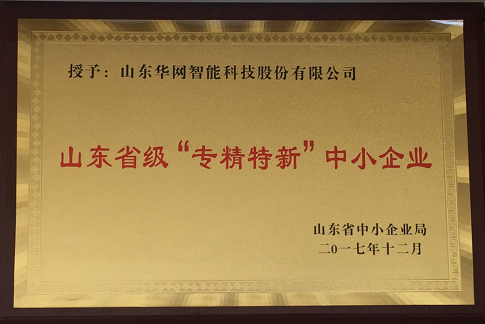 授予：山东华网智能科技股份有限公司
山东省级“专精特新”中小企业
山东省中小企业局
二0一七年十二月